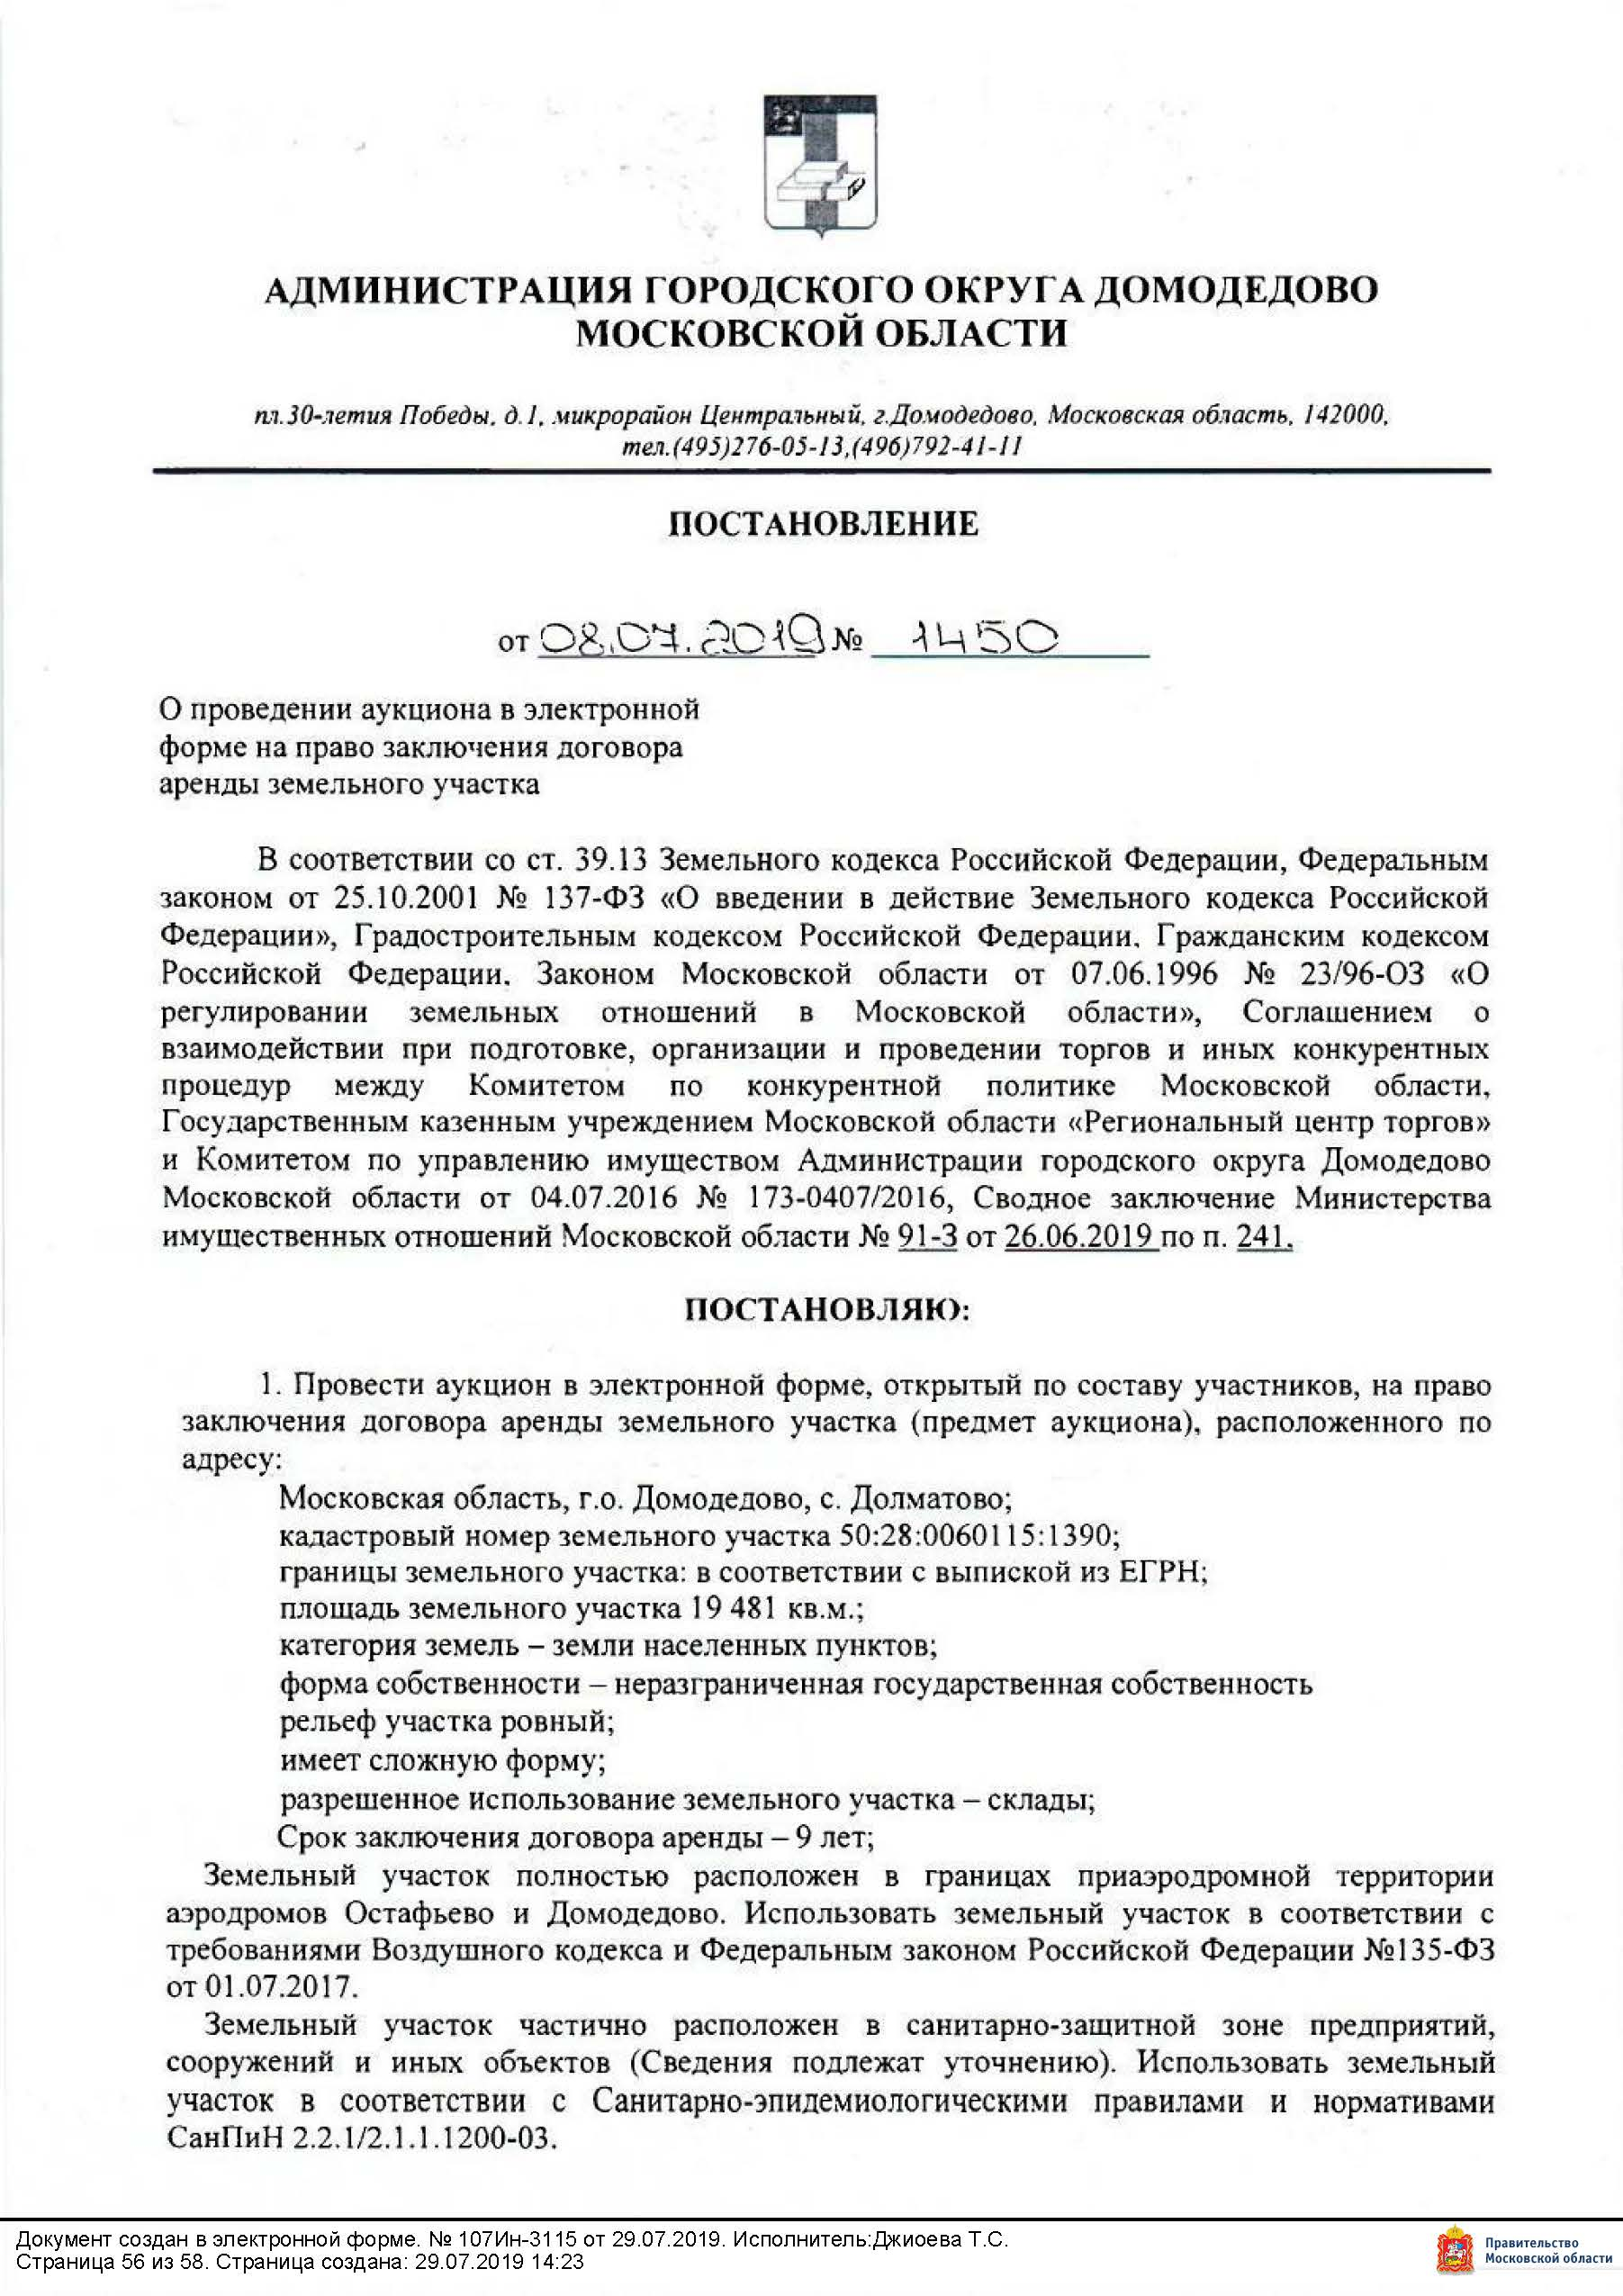 АДМИНИСТРАЦИЯ ГОРОДСКОГО ОКРУГА ДОМОДЕДОВО
МОСКОВСКОЙ ОБЛАСТИ
пл.30-летия Победы, д.1, микрорайон Центральный, г.Домодедово, Московская область, 142000,
тел.(495)276-05-13,(496)792-41-11
ПОСТАНОВЛЕНИЕ
от 08.07.2019 № 1450
О проведении аукциона в электронной
форме на право заключения договора
аренды земельного участка
В соответствии со ст. 39.13 Земельного кодекса Российской Федерации, Федеральным
законом от 25.10.2001 № 137-ФЗ «О введении в действие Земельного кодекса Российской
Федерации», Градостроительным кодексом Российской Федерации, Гражданским кодексом
Российской Федерации, Законом Московской области от 07.06.1996 № 23/96-ОЗ «О
регулировании земельных отношений в Московской области», Соглашением о
взаимодействии при подготовке, организации и проведении торгов и иных конкурентных
процедур между Комитетом по конкурентной политике Московской области,
Государственным казенным учреждением Московской области «Региональный центр торгов»
и Комитетом по управлению имуществом Администрации городского округа Домодедово
Московской области от 04.07.2016 № 173-0407/2016, Сводное заключение Министерства
имущественных отношений Московской области № 91-З от 26.06.2019 по п. 241,
ПОСТАНОВЛЯЮ:
1. Провести аукцион в электронной форме, открытый по составу участников, на право
заключения договора аренды земельного участка (предмет аукциона), расположенного по
адресу:
Московская область, г.о. Домодедово, с. Долматово;
кадастровый номер земельного участка 50:28:0060115:1390;
границы земельного участка: в соответствии с выпиской из ЕГРН;
площадь земельного участка 19 481 кв.м.;
категория земель – земли населенных пунктов;
форма собственности – неразграниченная государственная собственность
рельеф участка ровный;
имеет сложную форму;
разрешенное использование земельного участка – склады;
Срок заключения договора аренды – 9 лет;
Земельный участок полностью расположен в границах приаэродромной территории
аэродромов Остафьево и Домодедово. Использовать земельный участок в соответствии с
требованиями Воздушного кодекса и Федеральным законом Российской Федерации №135-ФЗ
от 01.07.2017.
Земельный участок частично расположен в санитарно-защитной зоне предприятий,
сооружений и иных объектов (Сведения подлежат уточнению). Использовать земельный
участок в соответствии с Санитарно-эпидемиологическими правилами и нормативами
СанПиН 2.2.1/2.1.1.1200-03.
Документ создан в электронной форме. № 107Ин-3115 от 29.07.2019. Исполнитель:Джиоева Т.С.
Страница 56 из 58. Страница создана: 29.07.2019 14:23
Правительство
Московской области